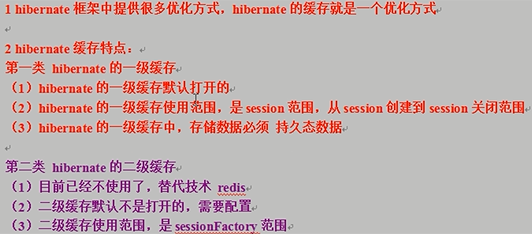 1 hibernate 框架中提供很多优化方式，hibernate 的缓存就是一个优化方式
2 hibernate 缓存特点：
第一类 hibernate 的一级缓存
（1）hibernate 的一级缓存默认打开的
（2）hibernate 的一级缓存使用范围，是 session 范围，从 session 创建到 session 关闭范围
（3）hibernate 的一级缓存中，存储数据必须 持久态数据
第二类 hibernate 的二级缓存
（1）目前已经不使用了，替代技术 redis
（2）二级缓存默认不是打开的，需要配置
（3）二级缓存使用范围，是 sessionFactory 范围